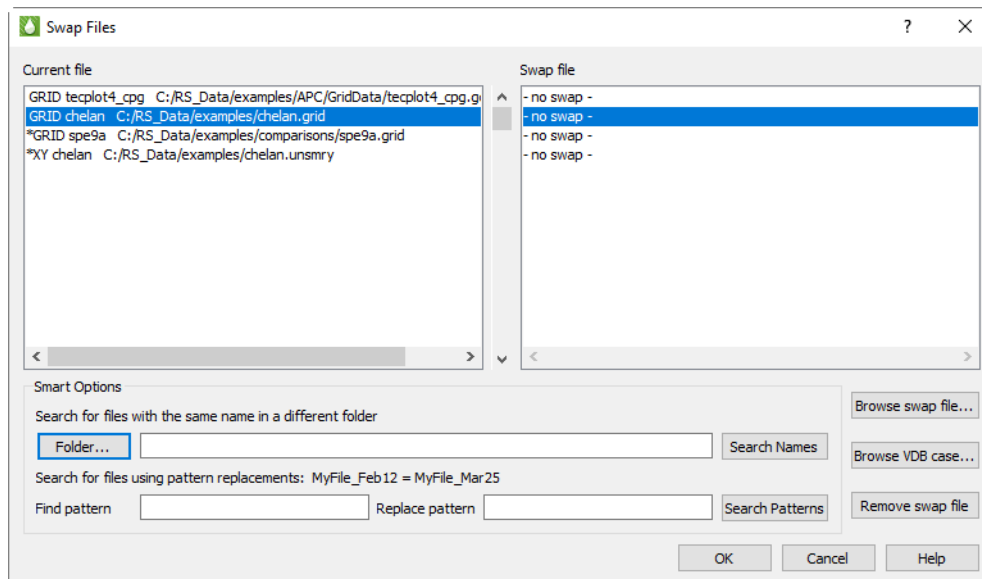 Swap Files
?
Current file
Swap file
GRID tecplot4_cpg C:/RS_Data/examples/APC/GridData/tecplot4_cpg.g
- no swap -
GRID chelan C:/RS_Data/examples/chelan.grid
- no swap -
*GRID spe9a C:/RS_Data/examples/comparisons/spe9a.grid
- no swap -
*XY chelan C:/RS_Data/examples/chelan.unsmry
- no swap -
Smart Options
Search for files with the same name in a different folder
Browse swap file...
Folder...
Search Names
Browse VDB case...
Search for files using pattern replacements: MyFile_Feb12 = MyFile_Mar25
Find pattern
Replace pattern
Search Patterns
Remove swap file
OK
Cancel
Help